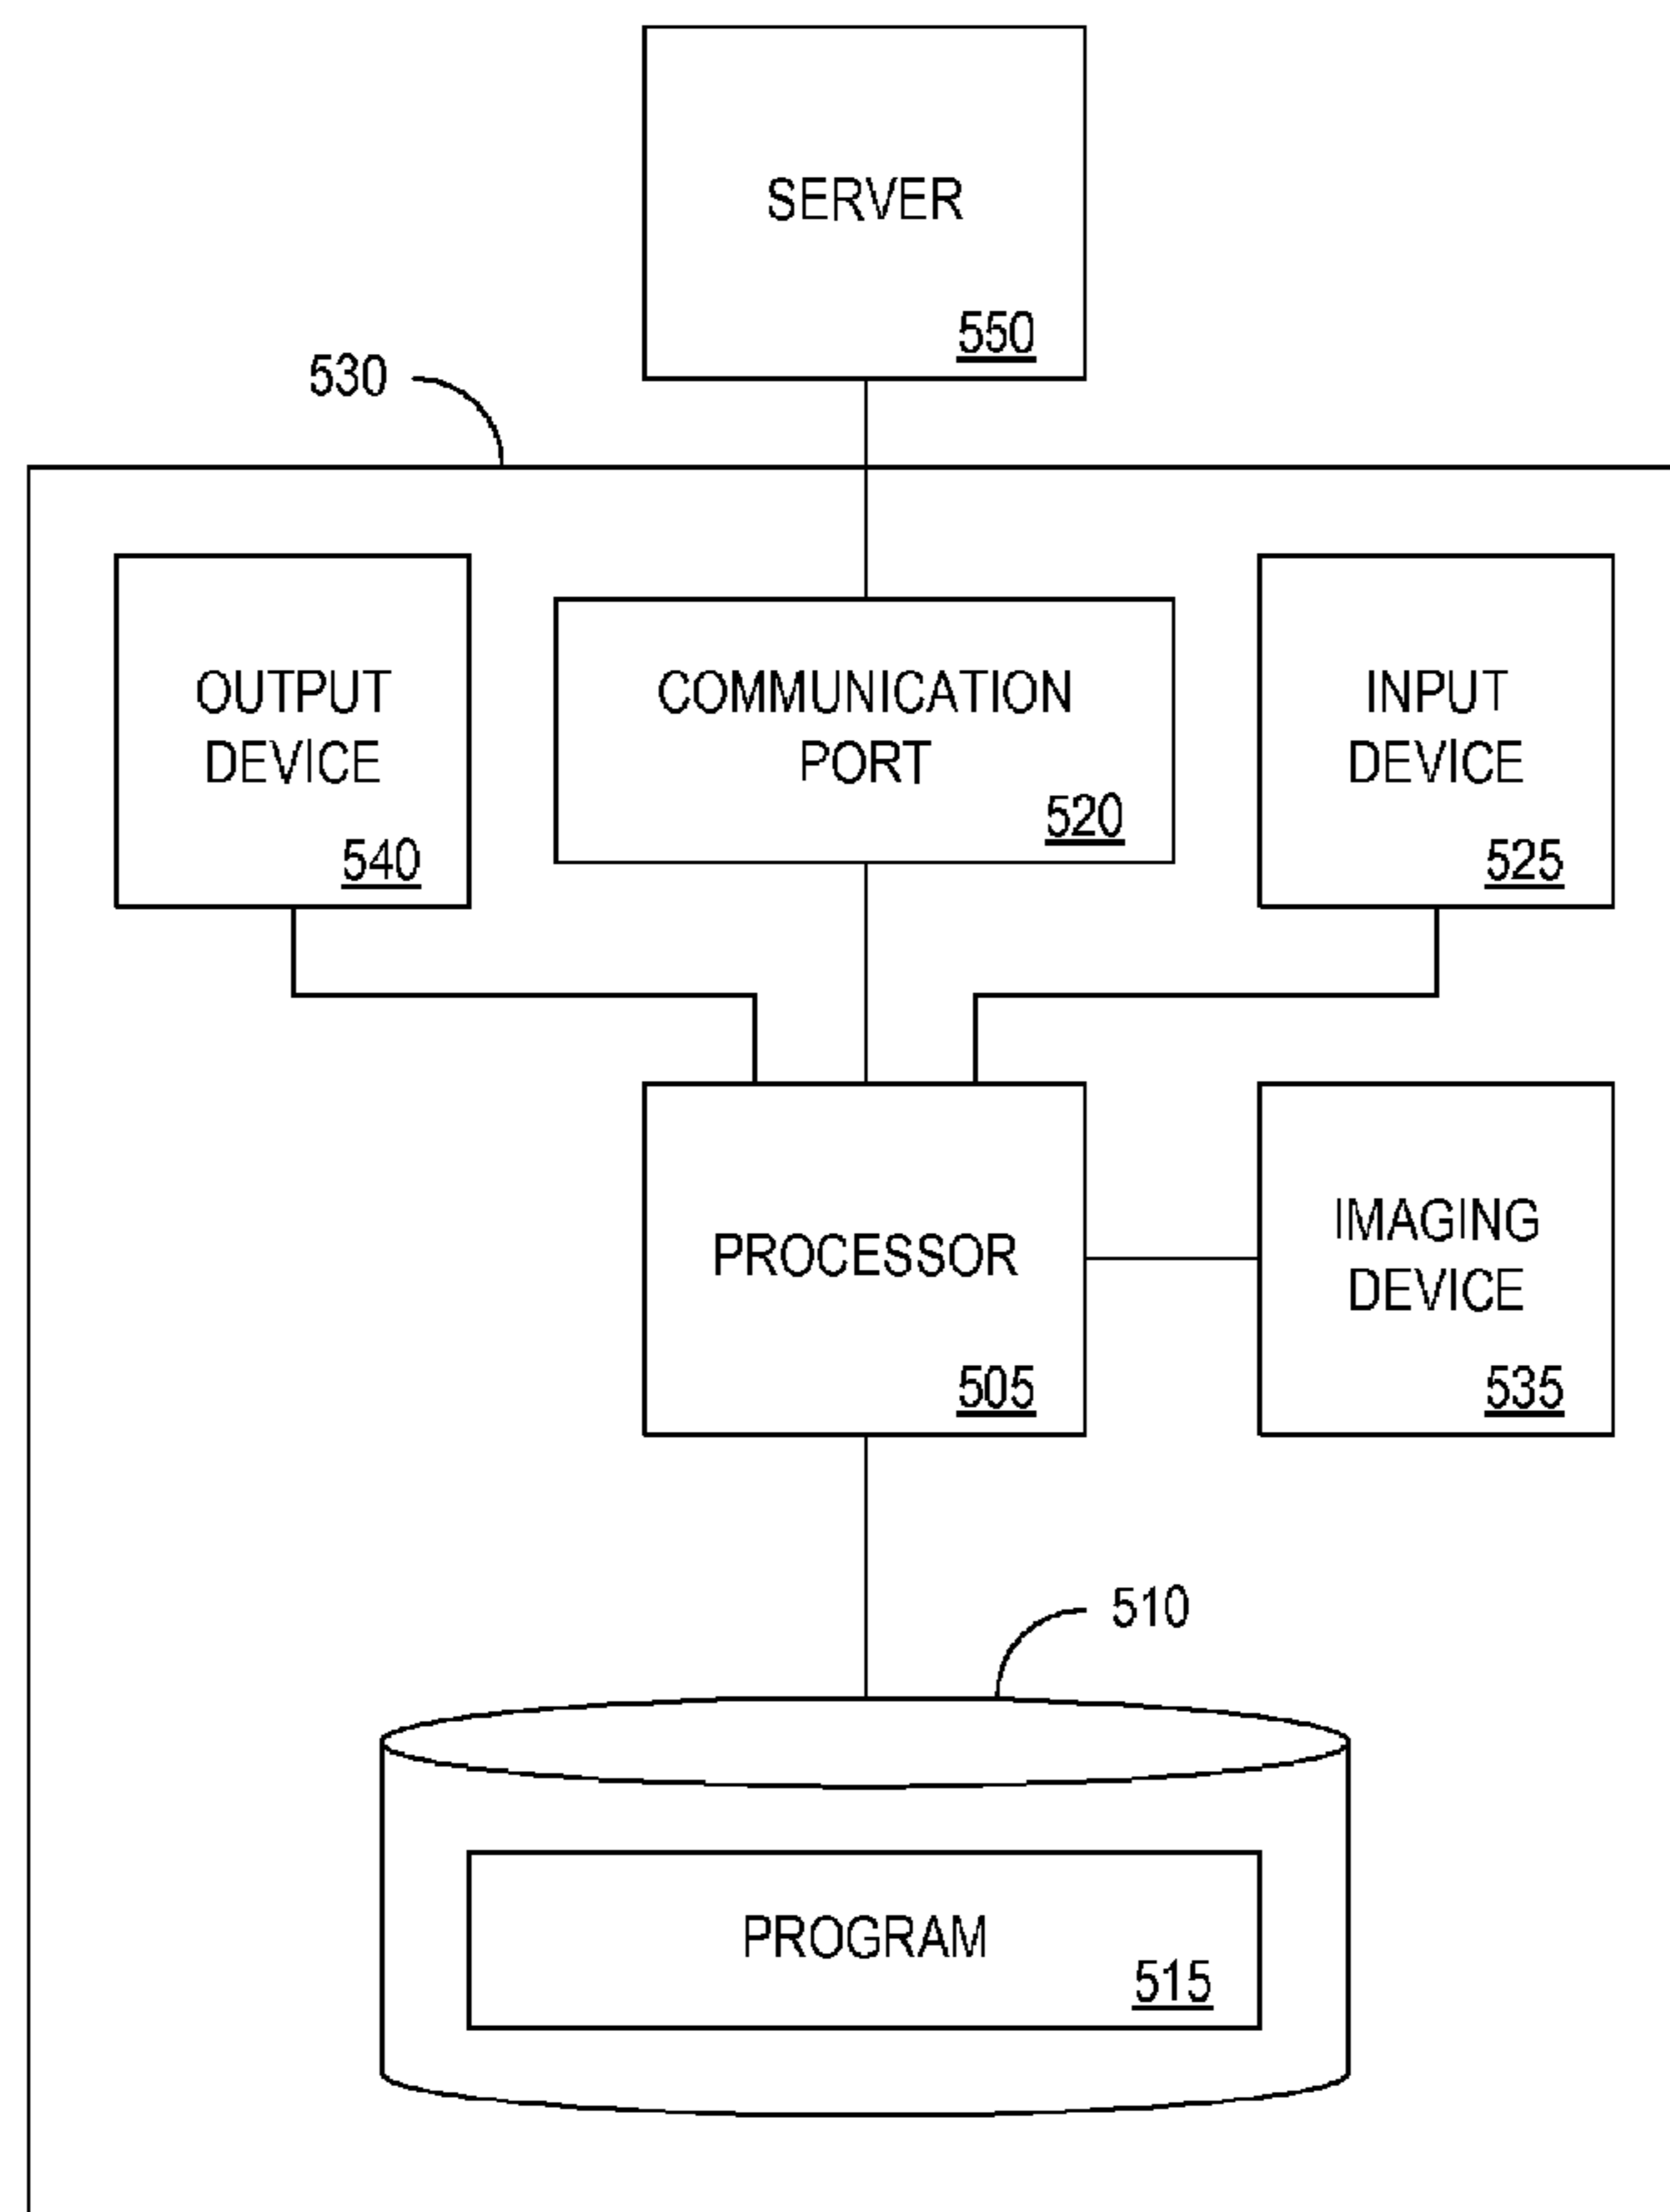 SERVER
550
530
OUTPUT
DEVICE
540
COMMUNICATION
PORT
520
INPUT
DEVICE
525
PROCESSOR
505
IMAGING
DEVICE
535
510
PROGRAM
515